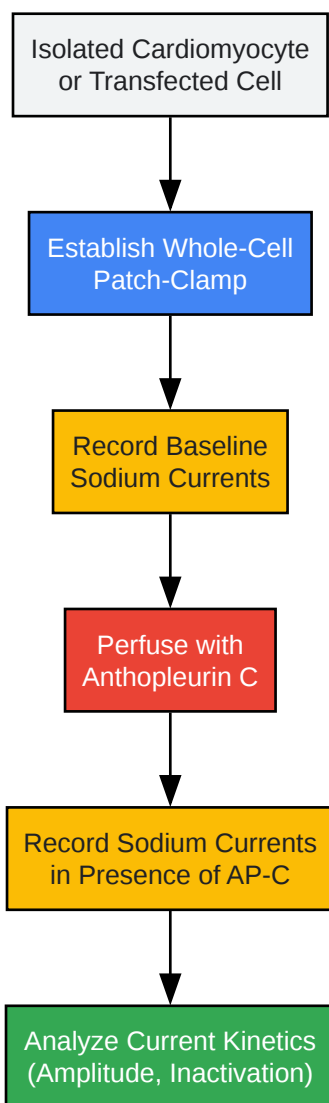 Isolated Cardiomyocyte
or Transfected Cell
Establish Whole-Cell
Patch-Clamp
Record Baseline
Sodium Currents
Perfuse with
Anthopleurin C
Record Sodium Currents
in Presence of AP-C
Analyze Current Kinetics
(Amplitude, Inactivation)